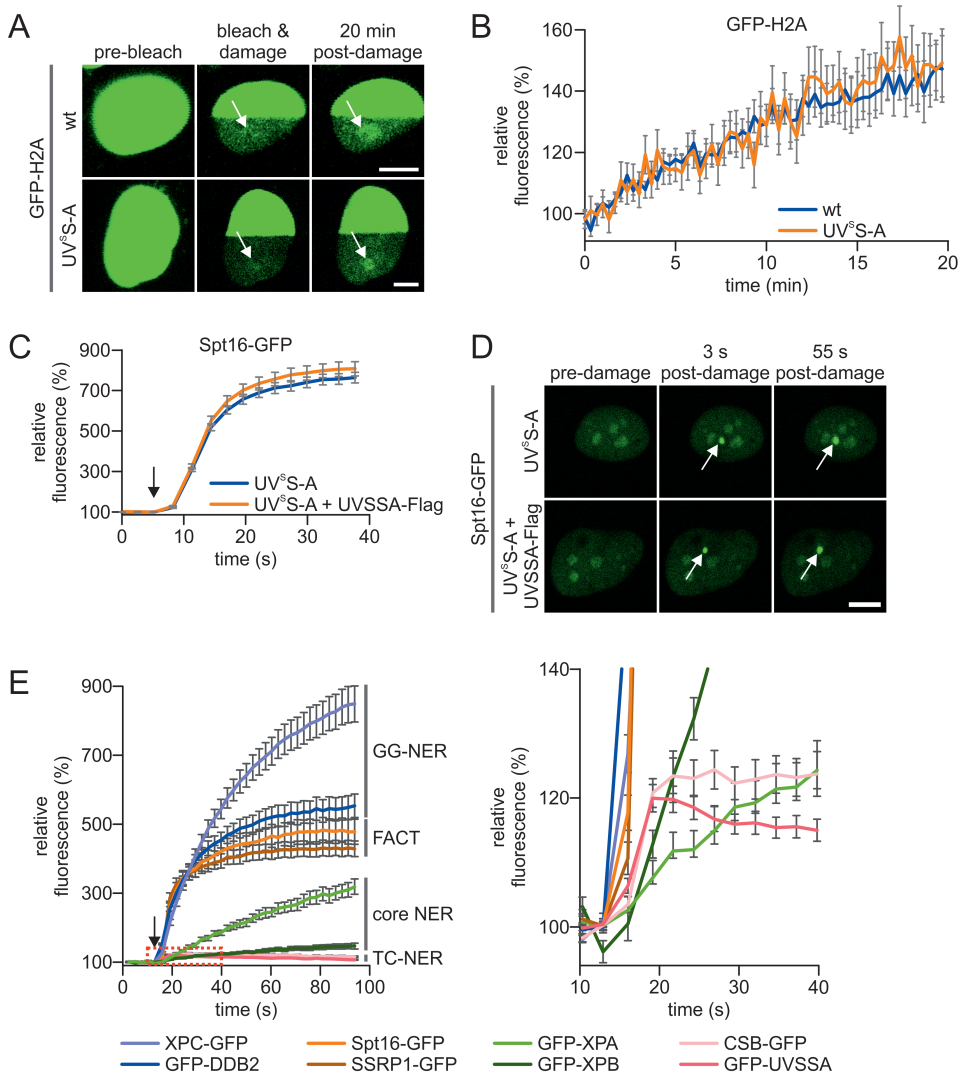 A
pre-bleach
bleach &
damage
20 min
post-damage
GFP-H2A
wt
UVˢS-A
B
GFP-H2A
relative
fluorescence (%)
160
140
120
100
wt
UVˢS-A
0 5 10 15 20
time (min)
C
Spt16-GFP
relative
fluorescence (%)
900
700
500
300
100
UVˢS-A
UVˢS-A + UVSSA-Flag
0 10 20 30 40
time (s)
D
pre-damage
3 s
post-damage
55 s
post-damage
Spt16-GFP
UVˢS-A
UVˢS-A +
UVSSA-Flag
E
relative
fluorescence (%)
900
700
500
300
100
GG-NER
FACT
core NER
TC-NER
0 20 40 60 80 100
time (s)
relative
fluorescence (%)
140
120
100
10 20 30 40
time (s)
XPC-GFP Spt16-GFP GFP-XPA CSB-GFP
GFP-DDB2 SSRP1-GFP GFP-XPB GFP-UVSSA